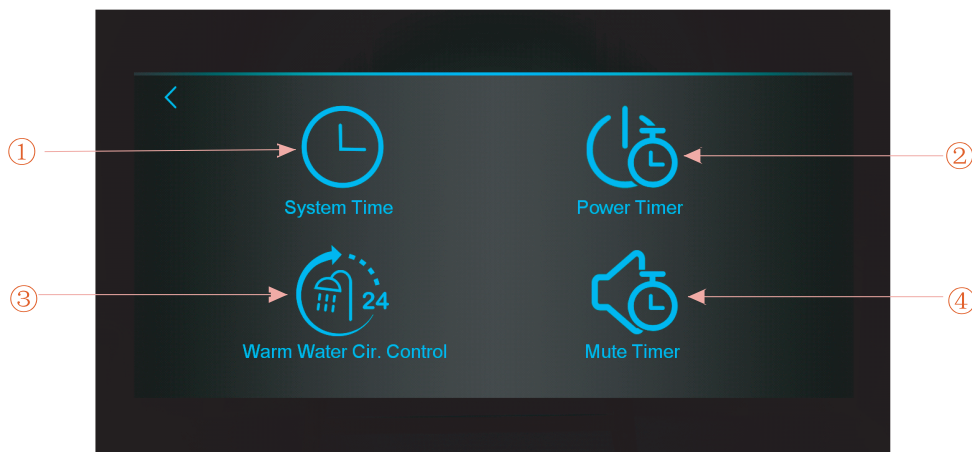 ①
System Time
②
Power Timer
③
24
Warm Water Cir. Control
④
Mute Timer